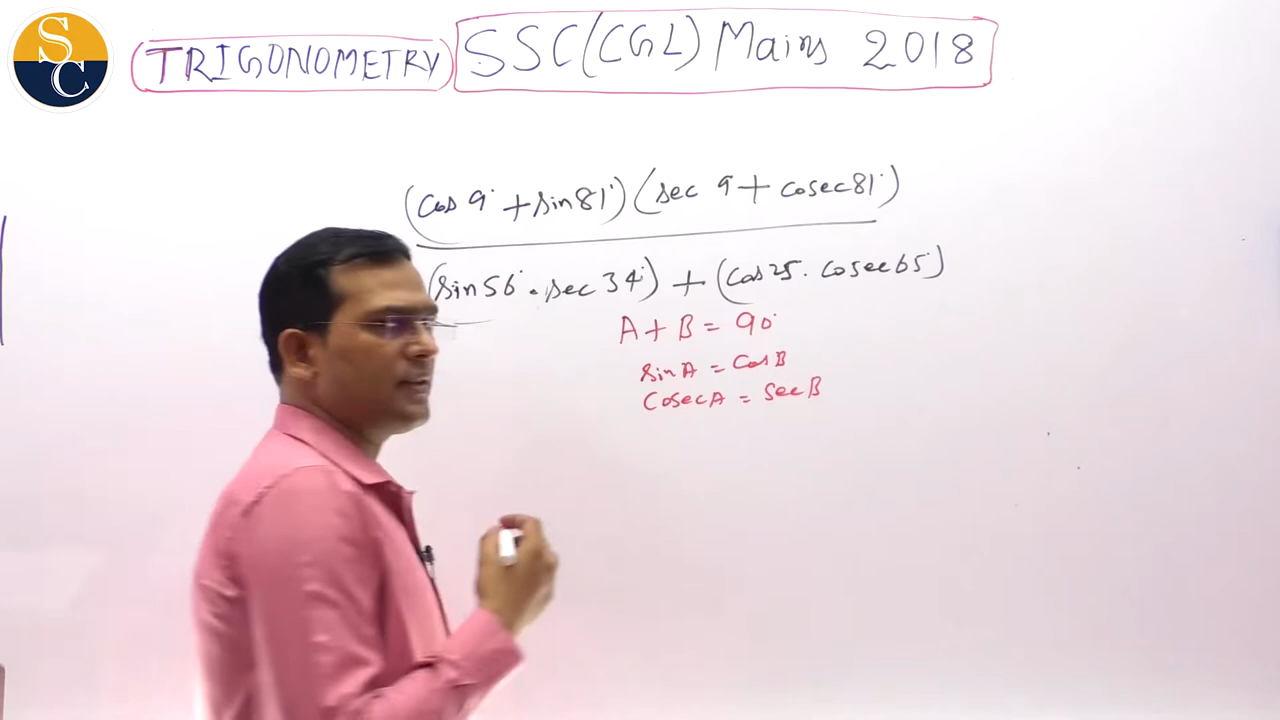 SC
(TRIGONOMETRY) SSC(CGL) Mains 2018
(cos 9° + sin 81°) (sec 9 + cosec 81°)
(sin 56° . sec 34°) + (cos 25 . cosec 65°)
A + B = 90°
sin A = cos B
cosec A = sec B